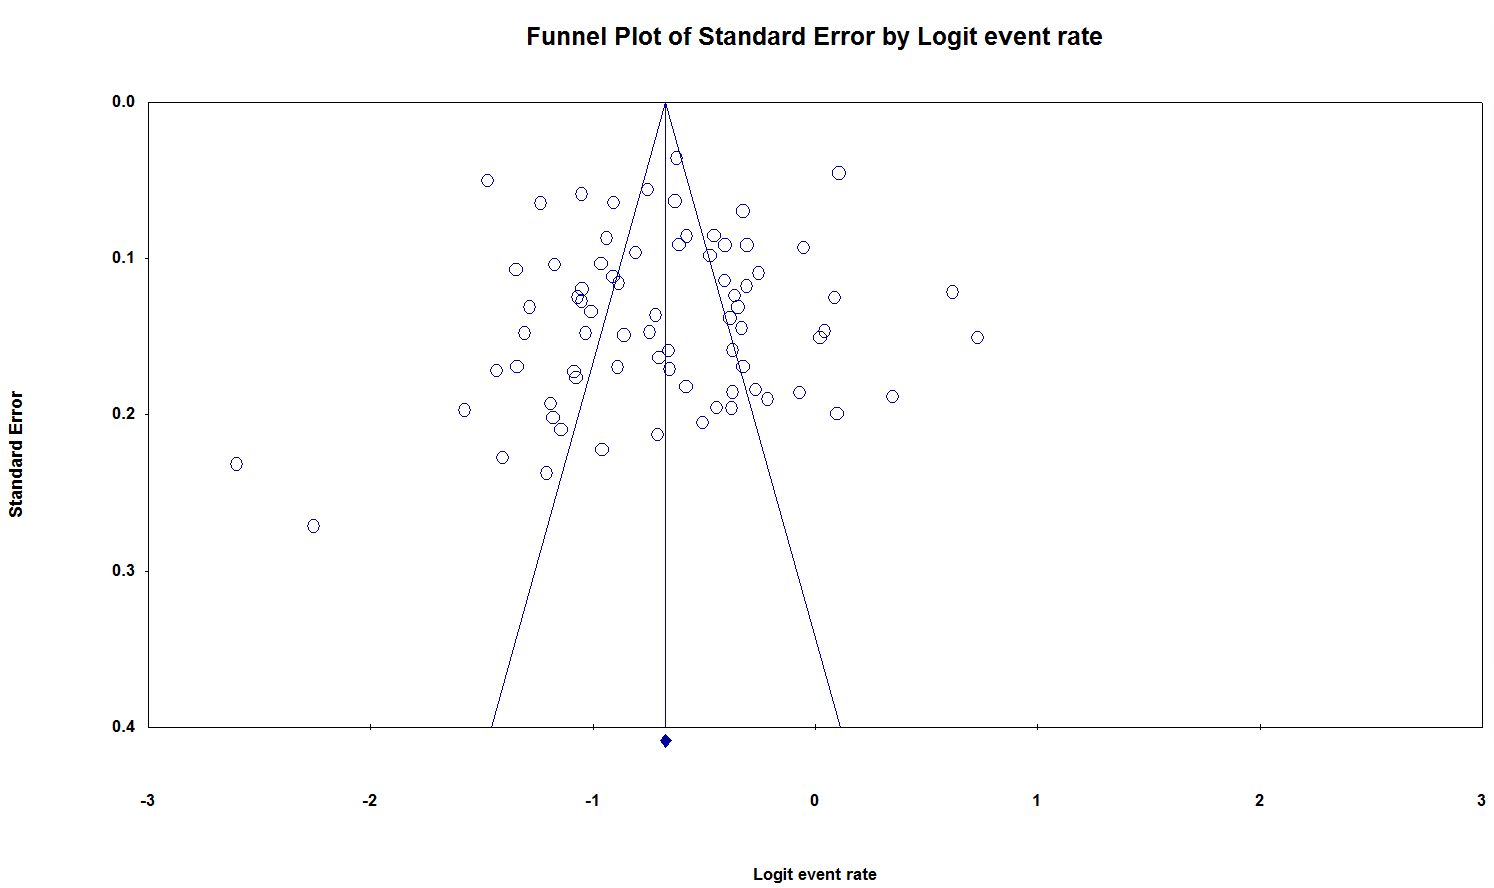 Funnel Plot of Standard Error by Logit event rate
0.0
0.1
0.2
0.3
0.4
Standard Error
-3 -2 -1 0 1 2 3
Logit event rate